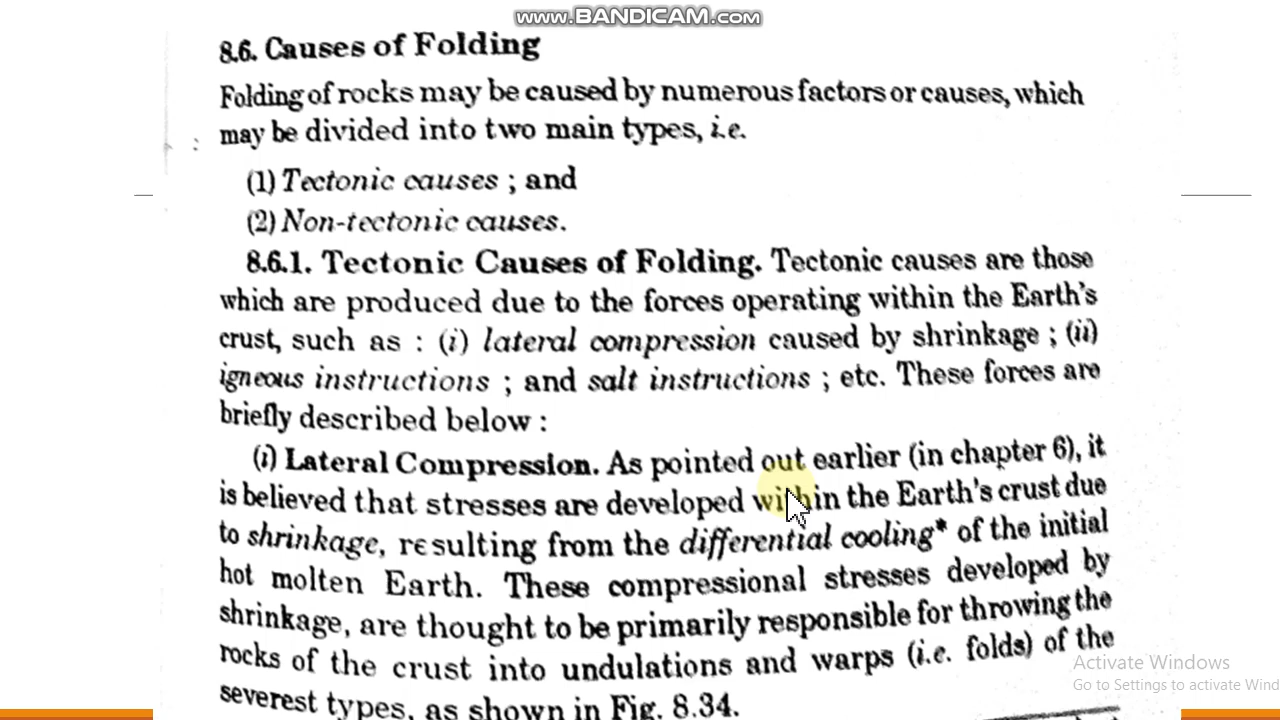 www.BANDICAM.com
8.6. Causes of Folding
Folding of rocks may be caused by numerous factors or causes, which
may be divided into two main types, i.e.
(1) Tectonic causes ; and
(2) Non-tectonic causes.
8.6.1. Tectonic Causes of Folding. Tectonic causes are those
which are produced due to the forces operating within the Earth's
crust, such as : (i) lateral compression caused by shrinkage ; (ii)
igneous instructions ; and salt instructions ; etc. These forces are
briefly described below :
(i) Lateral Compression. As pointed out earlier (in chapter 6), it
is believed that stresses are developed within the Earth's crust due
to shrinkage, resulting from the differential cooling* of the initial
hot molten Earth. These compressional stresses developed by
shrinkage, are thought to be primarily responsible for throwing the
rocks of the crust into undulations and warps (i.e. folds) of the
severest types, as shown in Fig. 8.34.
Activate Windows
Go to Settings to activate Wind